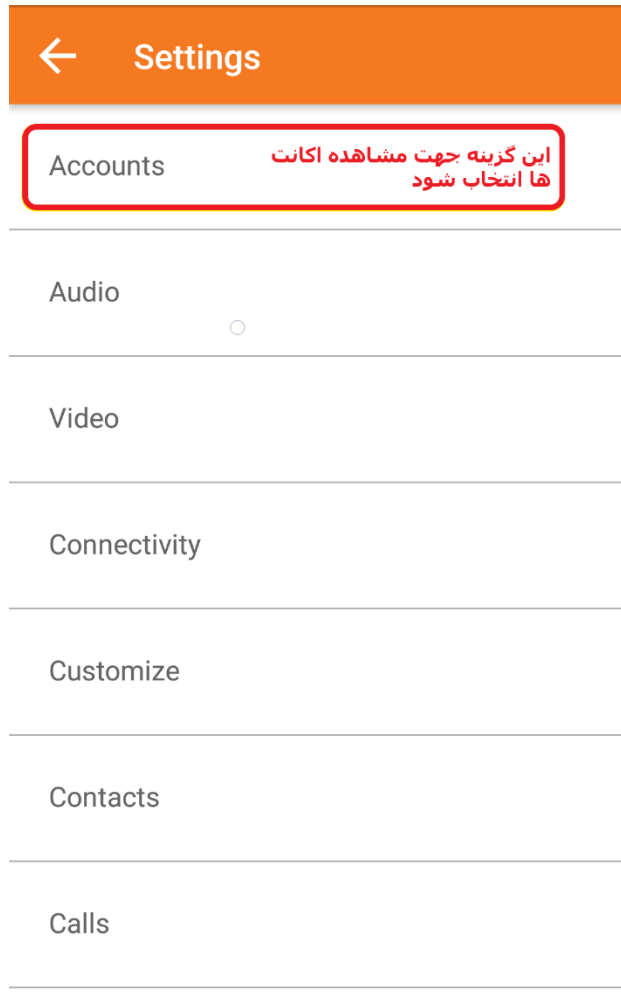 Settings
Accounts
این گزینه جهت مشاهده اکانت
ها انتخاب شود
Audio
Video
Connectivity
Customize
Contacts
Calls